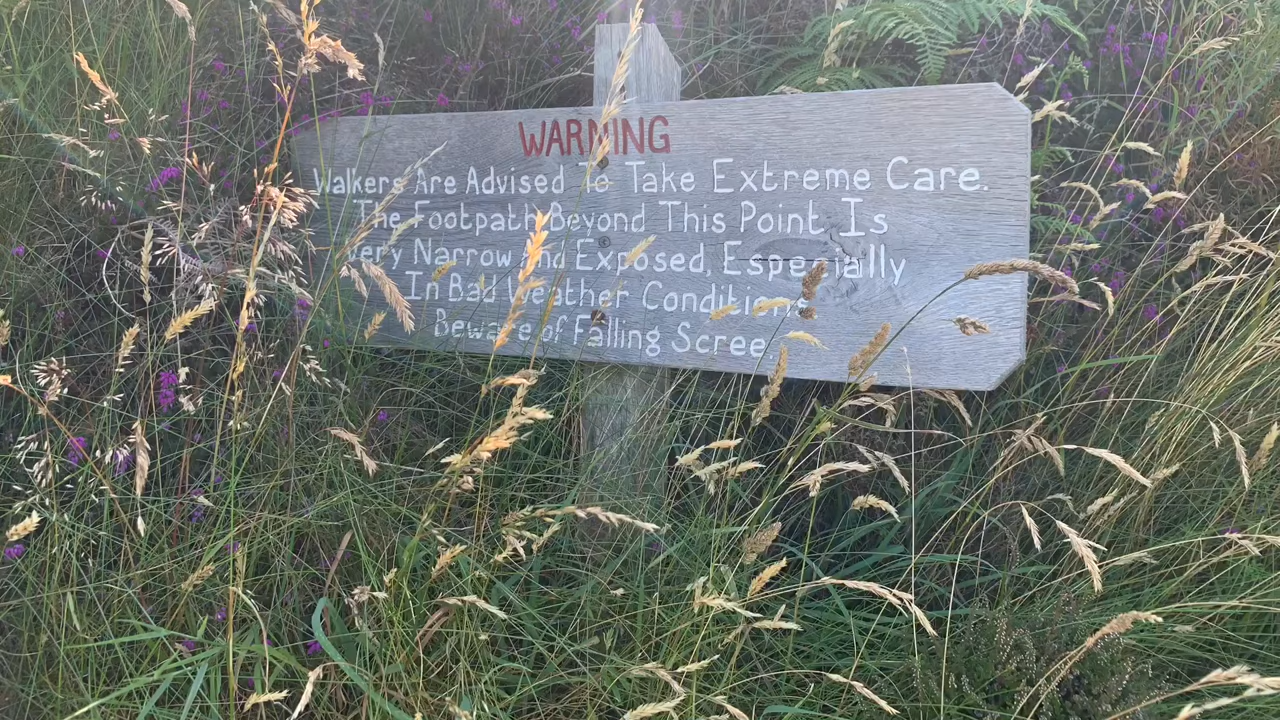 WARNING
Walkers Are Advised To Take Extreme Care.
The Footpath Beyond This Point Is
Very Narrow And Exposed, Especially
In Bad Weather Conditions
Beware of Falling Scree.